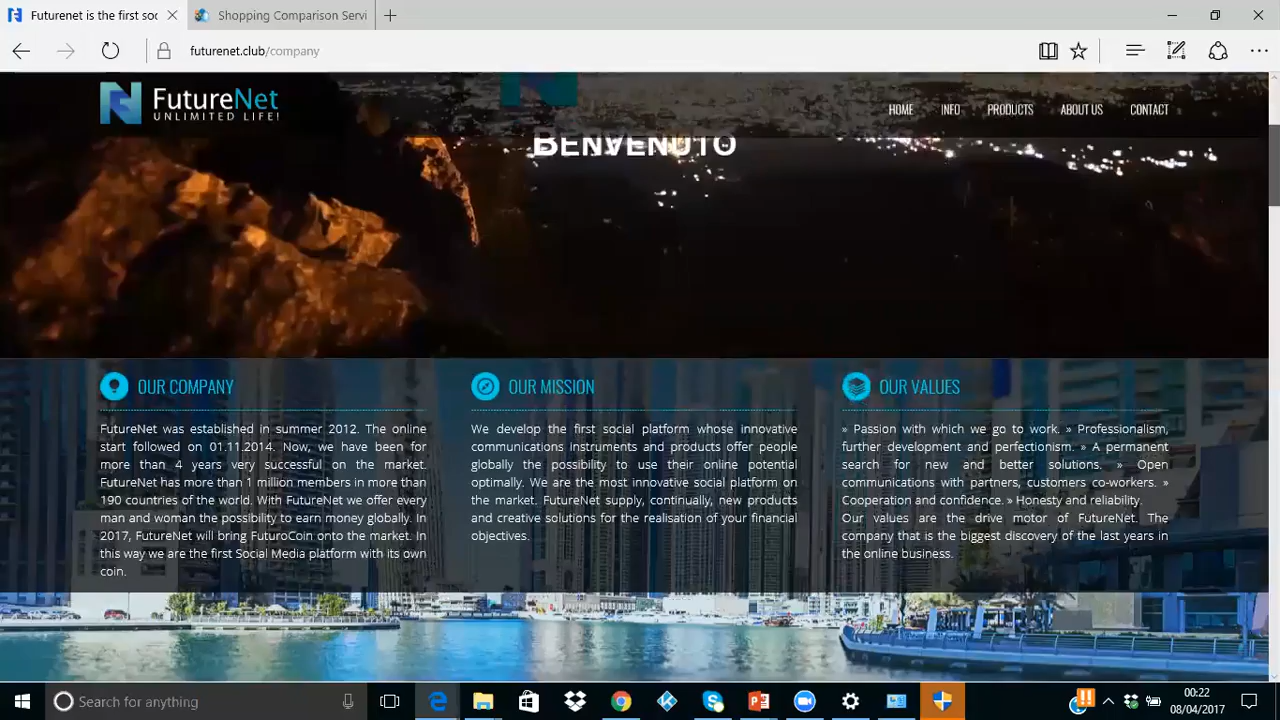 Futurenet is the first soc
Shopping Comparison Servi
futurenet.club/company
FutureNet
UNLIMITED LIFE!
HOME INFO PRODUCTS ABOUT US CONTACT
BENVENUTO
OUR COMPANY
FutureNet was established in summer 2012. The online
start followed on 01.11.2014. Now, we have been for
more than 4 years very successful on the market.
FutureNet has more than 1 million members in more than
190 countries of the world. With FutureNet we offer every
man and woman the possibility to earn money globally. In
2017, FutureNet will bring FuturoCoin onto the market. In
this way we are the first Social Media platform with its own
coin.
OUR MISSION
We develop the first social platform whose innovative
communications instruments and products offer people
globally the possibility to use their online potential
optimally. We are the most innovative social platform on
the market. FutureNet supply, continually, new products
and creative solutions for the realisation of your financial
objectives.
OUR VALUES
» Passion with which we go to work. » Professionalism,
further development and perfectionism. » A permanent
search for new and better solutions. » Open
communications with partners, customers co-workers. »
Cooperation and confidence. » Honesty and reliability.
Our values are the drive motor of FutureNet. The
company that is the biggest discovery of the last years in
the online business.
Search for anything
00:22
08/04/2017